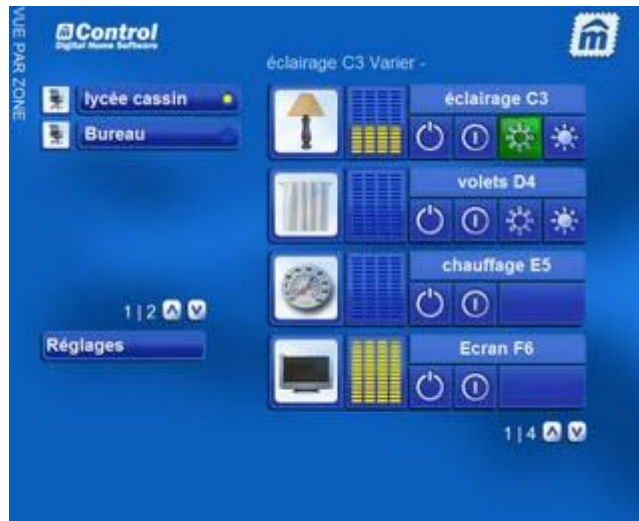 VUE PAR ZONE
mControl
Digital Home Software
éclairage C3 Varier -
lycée cassin
Bureau
éclairage C3
volets D4
chauffage E5
Ecran F6
1|2
Réglages
1|4